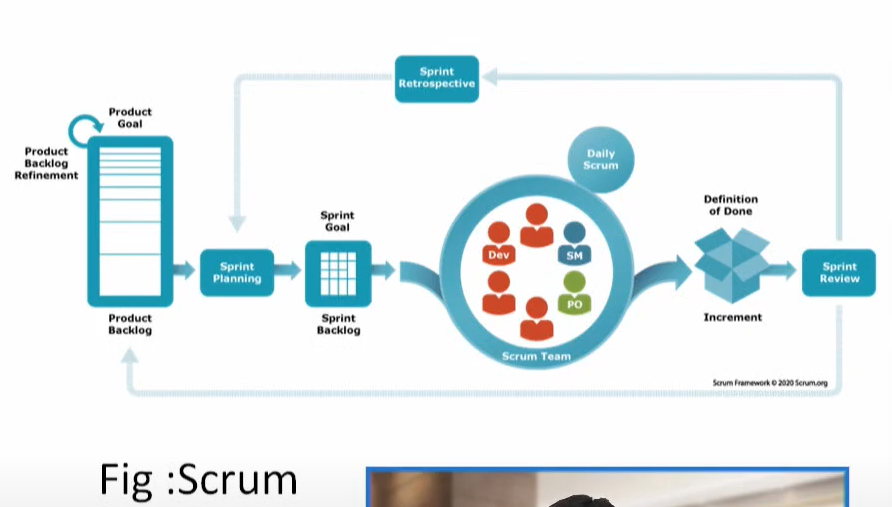 Sprint
Retrospective
Product
Goal
Product
Backlog
Refinement
Daily
Scrum
Definition
of Done
Sprint
Goal
Dev
SM
Sprint
Planning
Sprint
Review
PO
Product
Backlog
Sprint
Backlog
Increment
Scrum Team
Scrum Framework © 2020 Scrum.org
Fig :Scrum